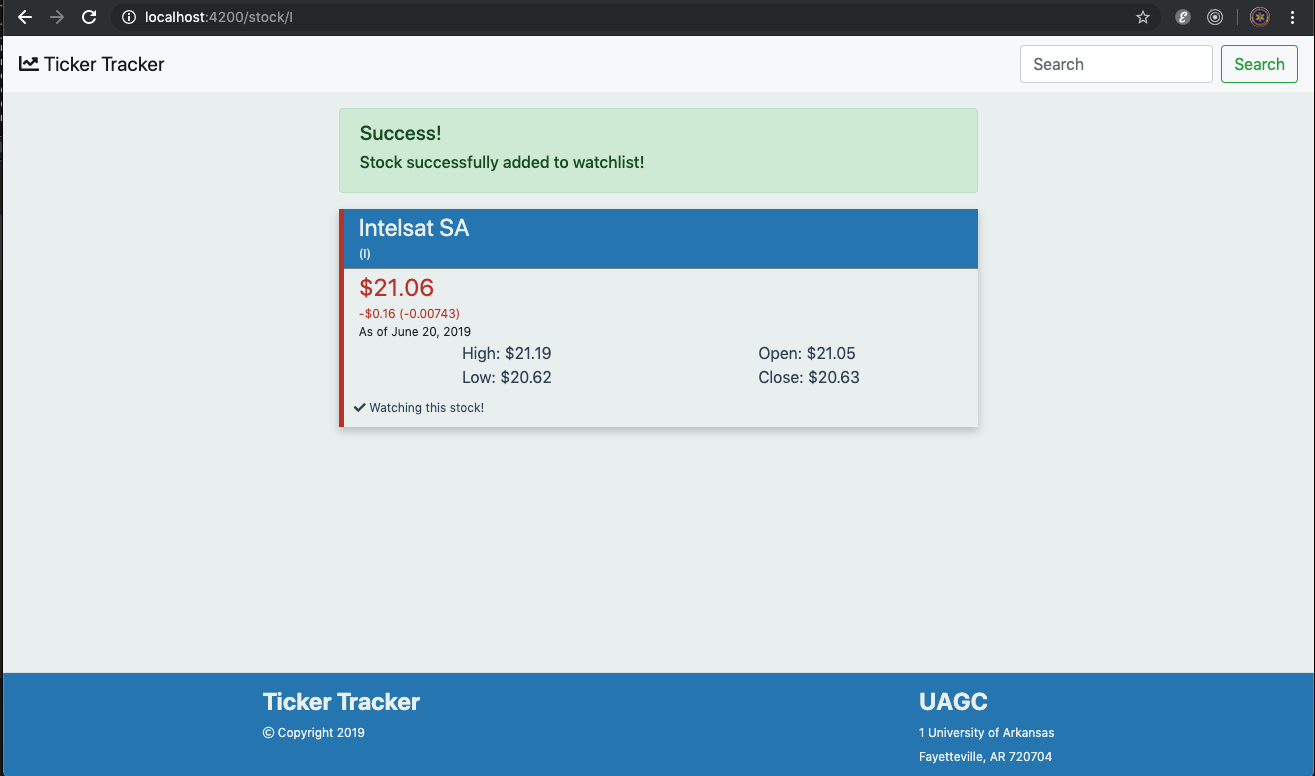 localhost:4200/stock/I
Ticker Tracker
Search
Search
Success!
Stock successfully added to watchlist!
Intelsat SA
(I)
$21.06
-$0.16 (-0.00743)
As of June 20, 2019
High: $21.19
Open: $21.05
Low: $20.62
Close: $20.63
Watching this stock!
Ticker Tracker
© Copyright 2019
UAGC
1 University of Arkansas
Fayetteville, AR 720704